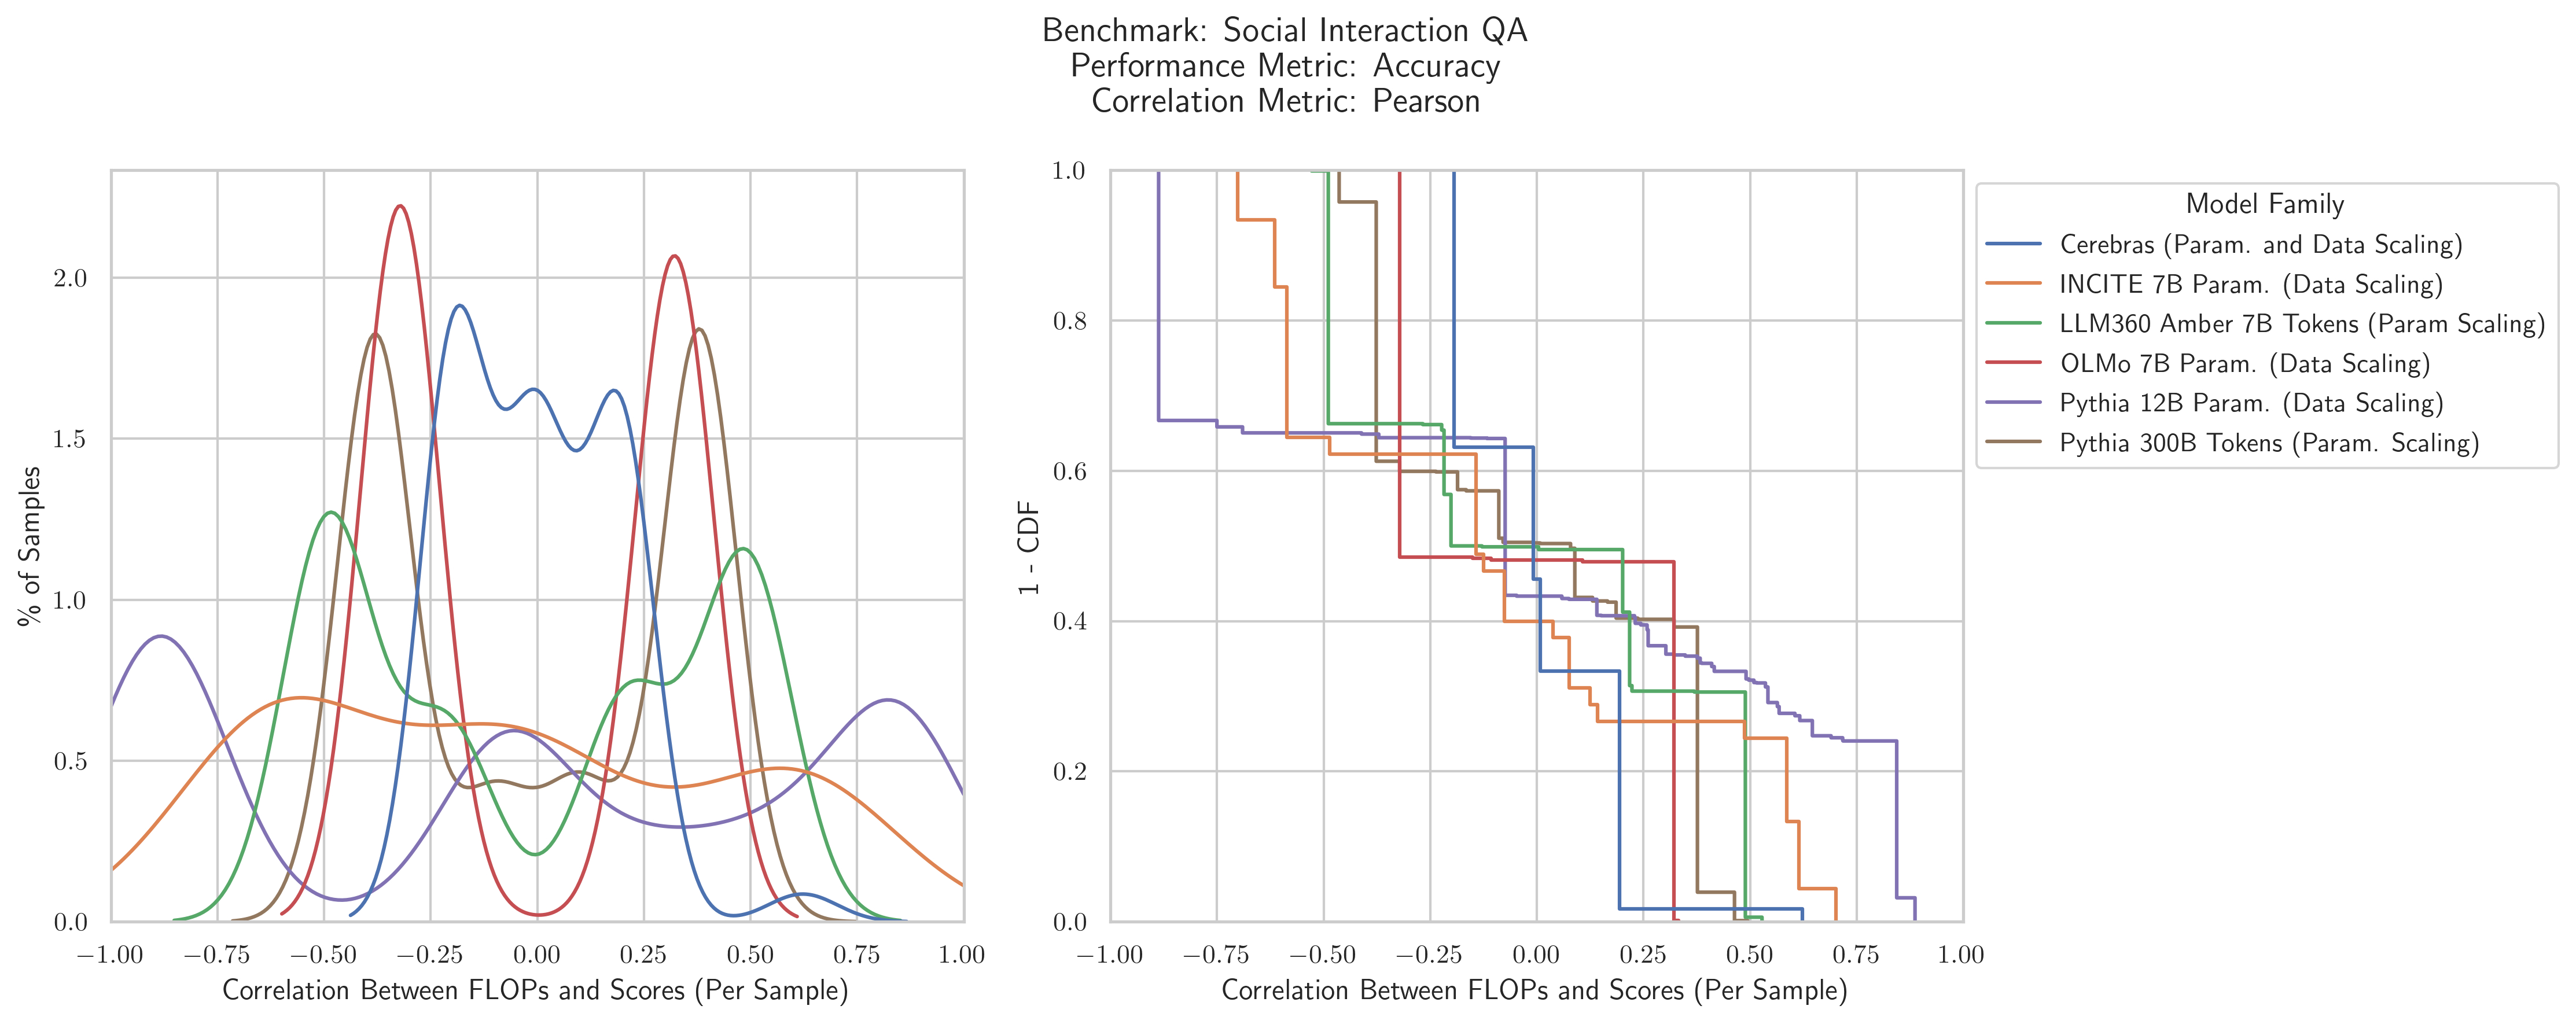 Benchmark: Social Interaction QA
Performance Metric: Accuracy
Correlation Metric: Pearson
% of Samples
2.0
1.5
1.0
0.5
0.0
−1.00 −0.75 −0.50 −0.25 0.00 0.25 0.50 0.75 1.00
Correlation Between FLOPs and Scores (Per Sample)
1 - CDF
1.0
0.8
0.6
0.4
0.2
0.0
−1.00 −0.75 −0.50 −0.25 0.00 0.25 0.50 0.75 1.00
Correlation Between FLOPs and Scores (Per Sample)
Model Family
Cerebras (Param. and Data Scaling)
INCITE 7B Param. (Data Scaling)
LLM360 Amber 7B Tokens (Param Scaling)
OLMo 7B Param. (Data Scaling)
Pythia 12B Param. (Data Scaling)
Pythia 300B Tokens (Param. Scaling)